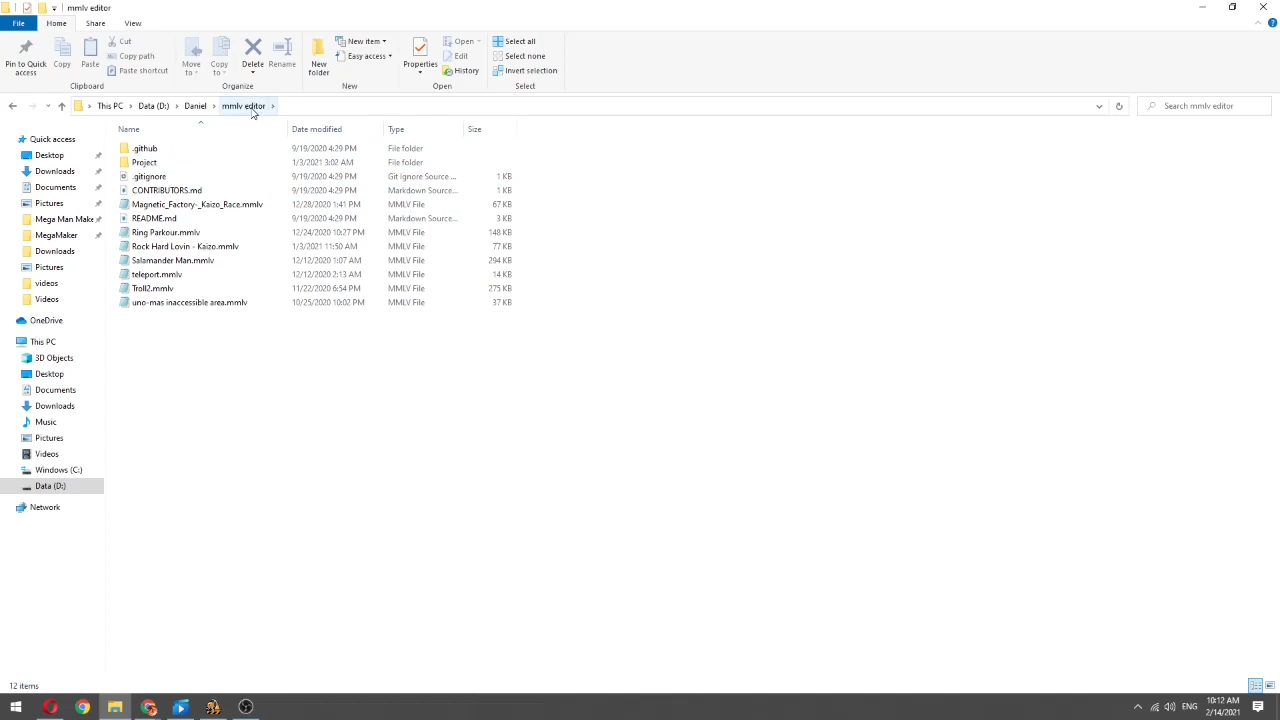 mmlv editor
File Home Share View
Pin to Quick access
Copy
Paste
Cut
Copy path
Paste shortcut
Clipboard
Move to
Copy to
Delete
Rename
Organize
New folder
New item
Easy access
New
Properties
Open
Edit
History
Open
Select all
Select none
Invert selection
Select
This PC Data (D:) Daniel mmlv editor
Search mmlv editor
Name Date modified Type Size
.github 9/19/2020 4:29 PM File folder
Project 1/3/2021 3:02 AM File folder
.gitignore 9/19/2020 4:29 PM Git Ignore Source ... 1 KB
CONTRIBUTORS.md 9/19/2020 4:29 PM Markdown Source... 1 KB
Magnetic_Factory-_Kaizo_Race.mmlv 12/28/2020 1:41 PM MMLV File 67 KB
README.md 9/19/2020 4:29 PM Markdown Source... 3 KB
Ring Parkour.mmlv 12/24/2020 10:27 PM MMLV File 148 KB
Rock Hard Lovin - Kaizo.mmlv 1/3/2021 11:50 AM MMLV File 77 KB
Salamander Man.mmlv 12/12/2020 1:07 AM MMLV File 294 KB
teleport.mmlv 12/12/2020 2:13 AM MMLV File 14 KB
Troll2.mmlv 11/22/2020 6:54 PM MMLV File 275 KB
uno-mas inaccessible area.mmlv 10/25/2020 10:02 PM MMLV File 37 KB
Quick access
Desktop
Downloads
Documents
Pictures
Mega Man Make
MegaMaker
Downloads
Pictures
videos
Videos
OneDrive
This PC
3D Objects
Desktop
Documents
Downloads
Music
Pictures
Videos
Windows (C:)
Data (D:)
Network
12 items
ENG
10:12 AM
2/14/2021